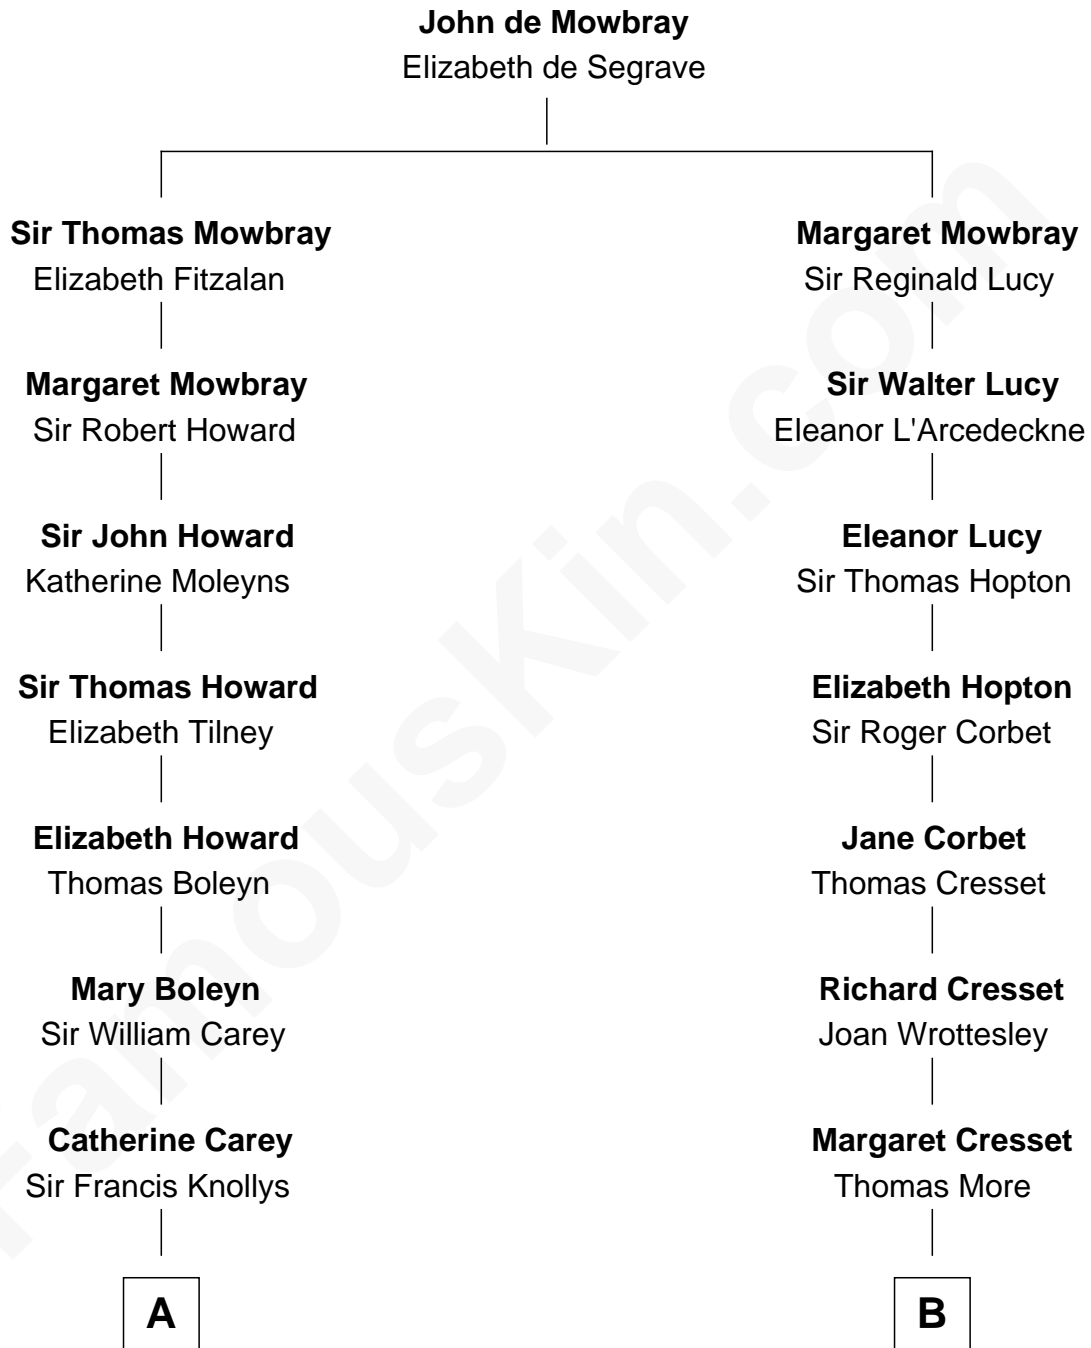 John de Mowbray
Elizabeth de Segrave
Sir Thomas Mowbray
Elizabeth Fitzalan
Margaret Mowbray
Sir Robert Howard
Sir John Howard
Katherine Moleyns
Sir Thomas Howard
Elizabeth Tilney
Elizabeth Howard
Thomas Boleyn
Mary Boleyn
Sir William Carey
Catherine Carey
Sir Francis Knollys
A
Margaret Mowbray
Sir Reginald Lucy
Sir Walter Lucy
Eleanor L'Arcedeckne
Eleanor Lucy
Sir Thomas Hopton
Elizabeth Hopton
Sir Roger Corbet
Jane Corbet
Thomas Cresset
Richard Cresset
Joan Wrottesley
Margaret Cresset
Thomas More
B
FamousKin.com